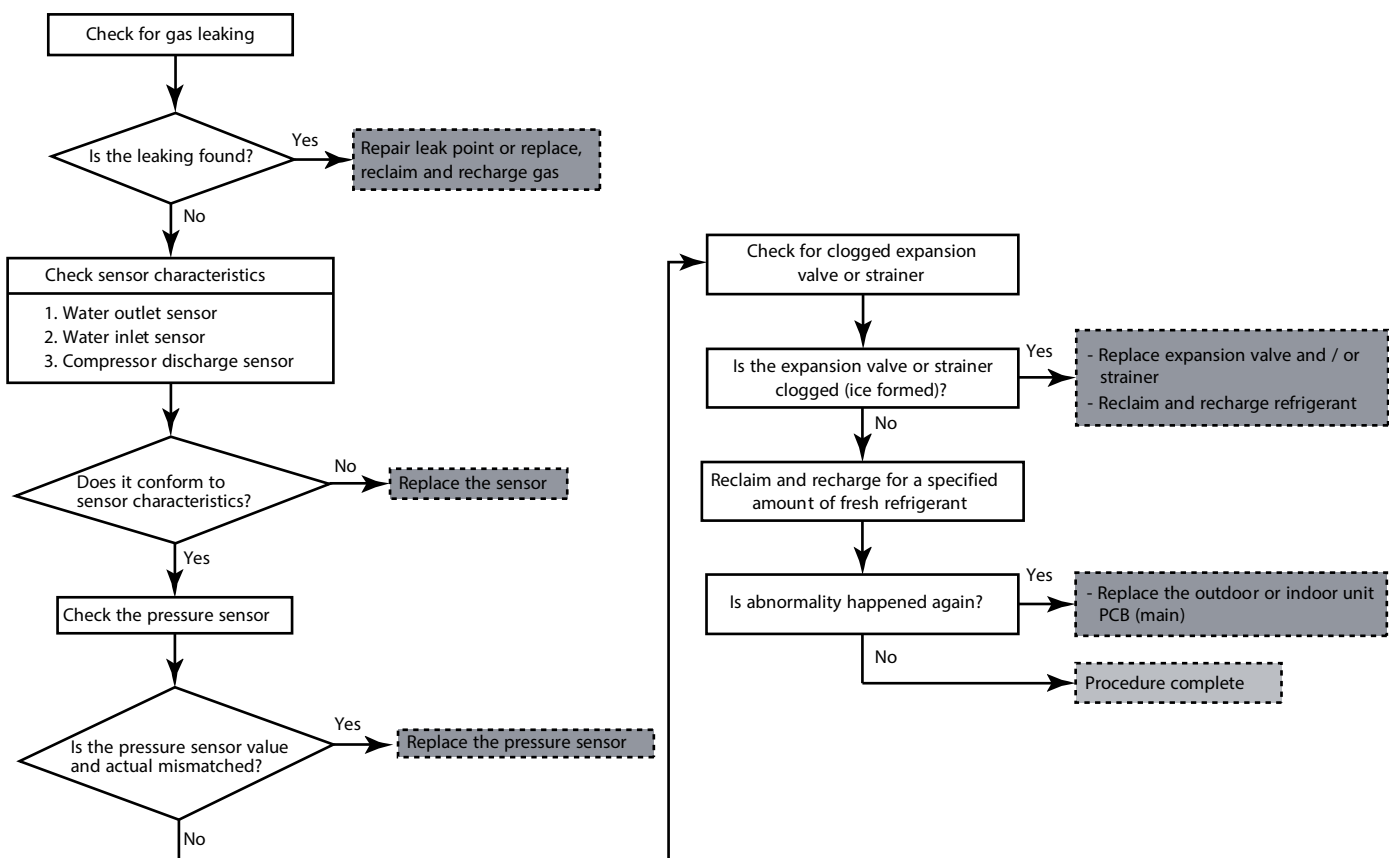 Check for gas leaking
Is the leaking found?
Yes
Repair leak point or replace,
reclaim and recharge gas
No
Check sensor characteristics
1. Water outlet sensor
2. Water inlet sensor
3. Compressor discharge sensor
Does it conform to
sensor characteristics?
No
Replace the sensor
Yes
Check the pressure sensor
Is the pressure sensor value
and actual mismatched?
Yes
Replace the pressure sensor
No
Check for clogged expansion
valve or strainer
Is the expansion valve or strainer
clogged (ice formed)?
Yes
- Replace expansion valve and / or
strainer
- Reclaim and recharge refrigerant
No
Reclaim and recharge for a specified
amount of fresh refrigerant
Is abnormality happened again?
Yes
- Replace the outdoor or indoor unit
PCB (main)
No
Procedure complete